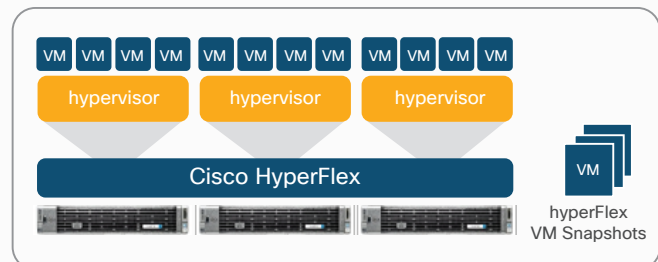 VM VM VM VM VM VM VM VM VM VM VM VM
hypervisor hypervisor hypervisor
Cisco HyperFlex
VM
hyperFlex
VM Snapshots